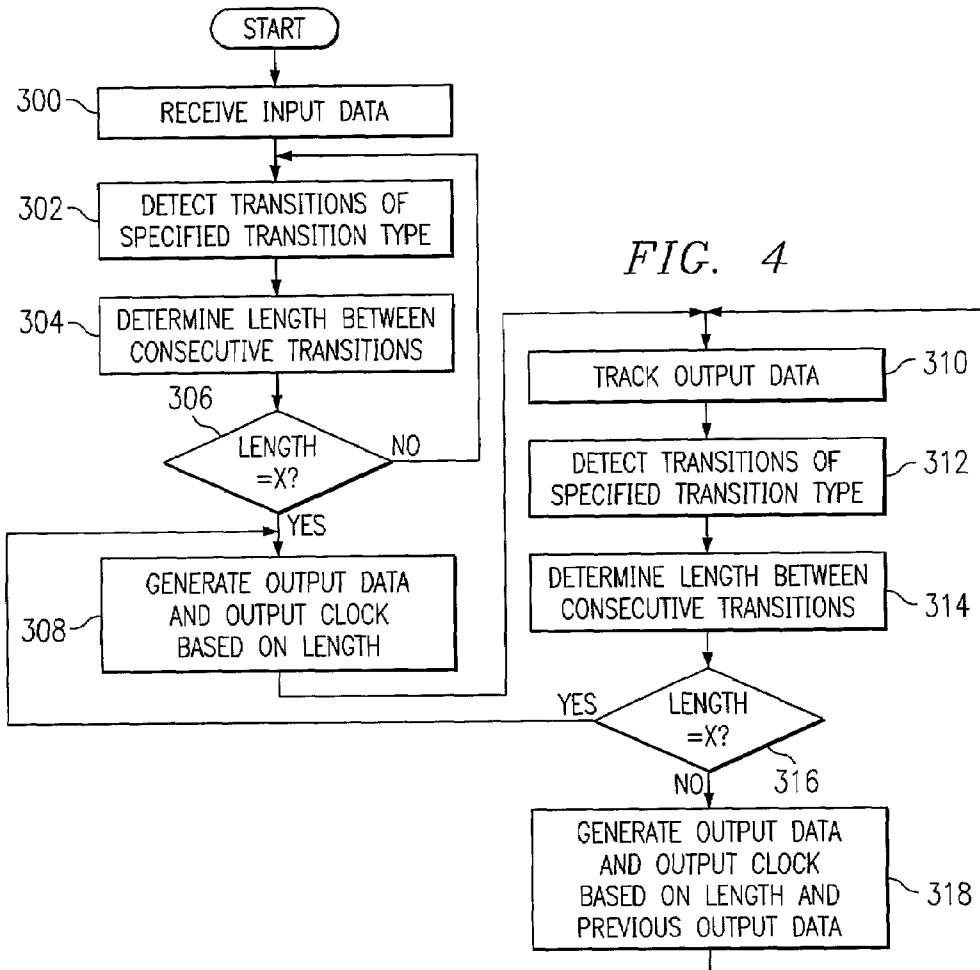 START
300
RECEIVE INPUT DATA
302
DETECT TRANSITIONS OF
SPECIFIED TRANSITION TYPE
304
DETERMINE LENGTH BETWEEN
CONSECUTIVE TRANSITIONS
306
LENGTH
=X?
NO
YES
308
GENERATE OUTPUT DATA
AND OUTPUT CLOCK
BASED ON LENGTH
FIG. 4
TRACK OUTPUT DATA
310
DETECT TRANSITIONS OF
SPECIFIED TRANSITION TYPE
312
DETERMINE LENGTH BETWEEN
CONSECUTIVE TRANSITIONS
314
YES
LENGTH
=X?
316
NO
GENERATE OUTPUT DATA
AND OUTPUT CLOCK
BASED ON LENGTH AND
PREVIOUS OUTPUT DATA
318